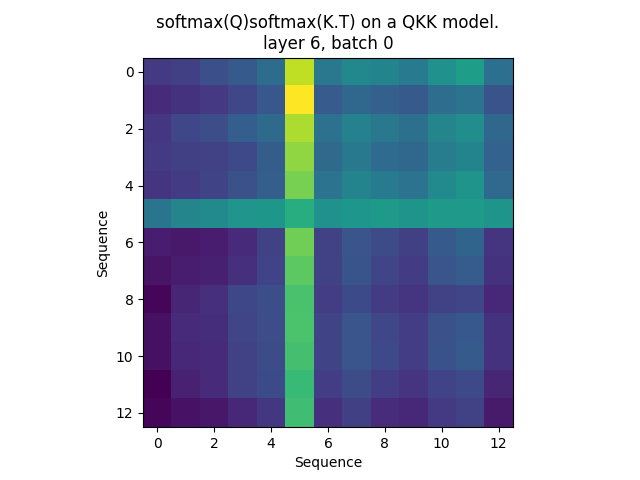 softmax(Q)softmax(K.T) on a QKK model.
layer 6, batch 0
0
2
4
6
8
10
12
Sequence
0 2 4 6 8 10 12
Sequence